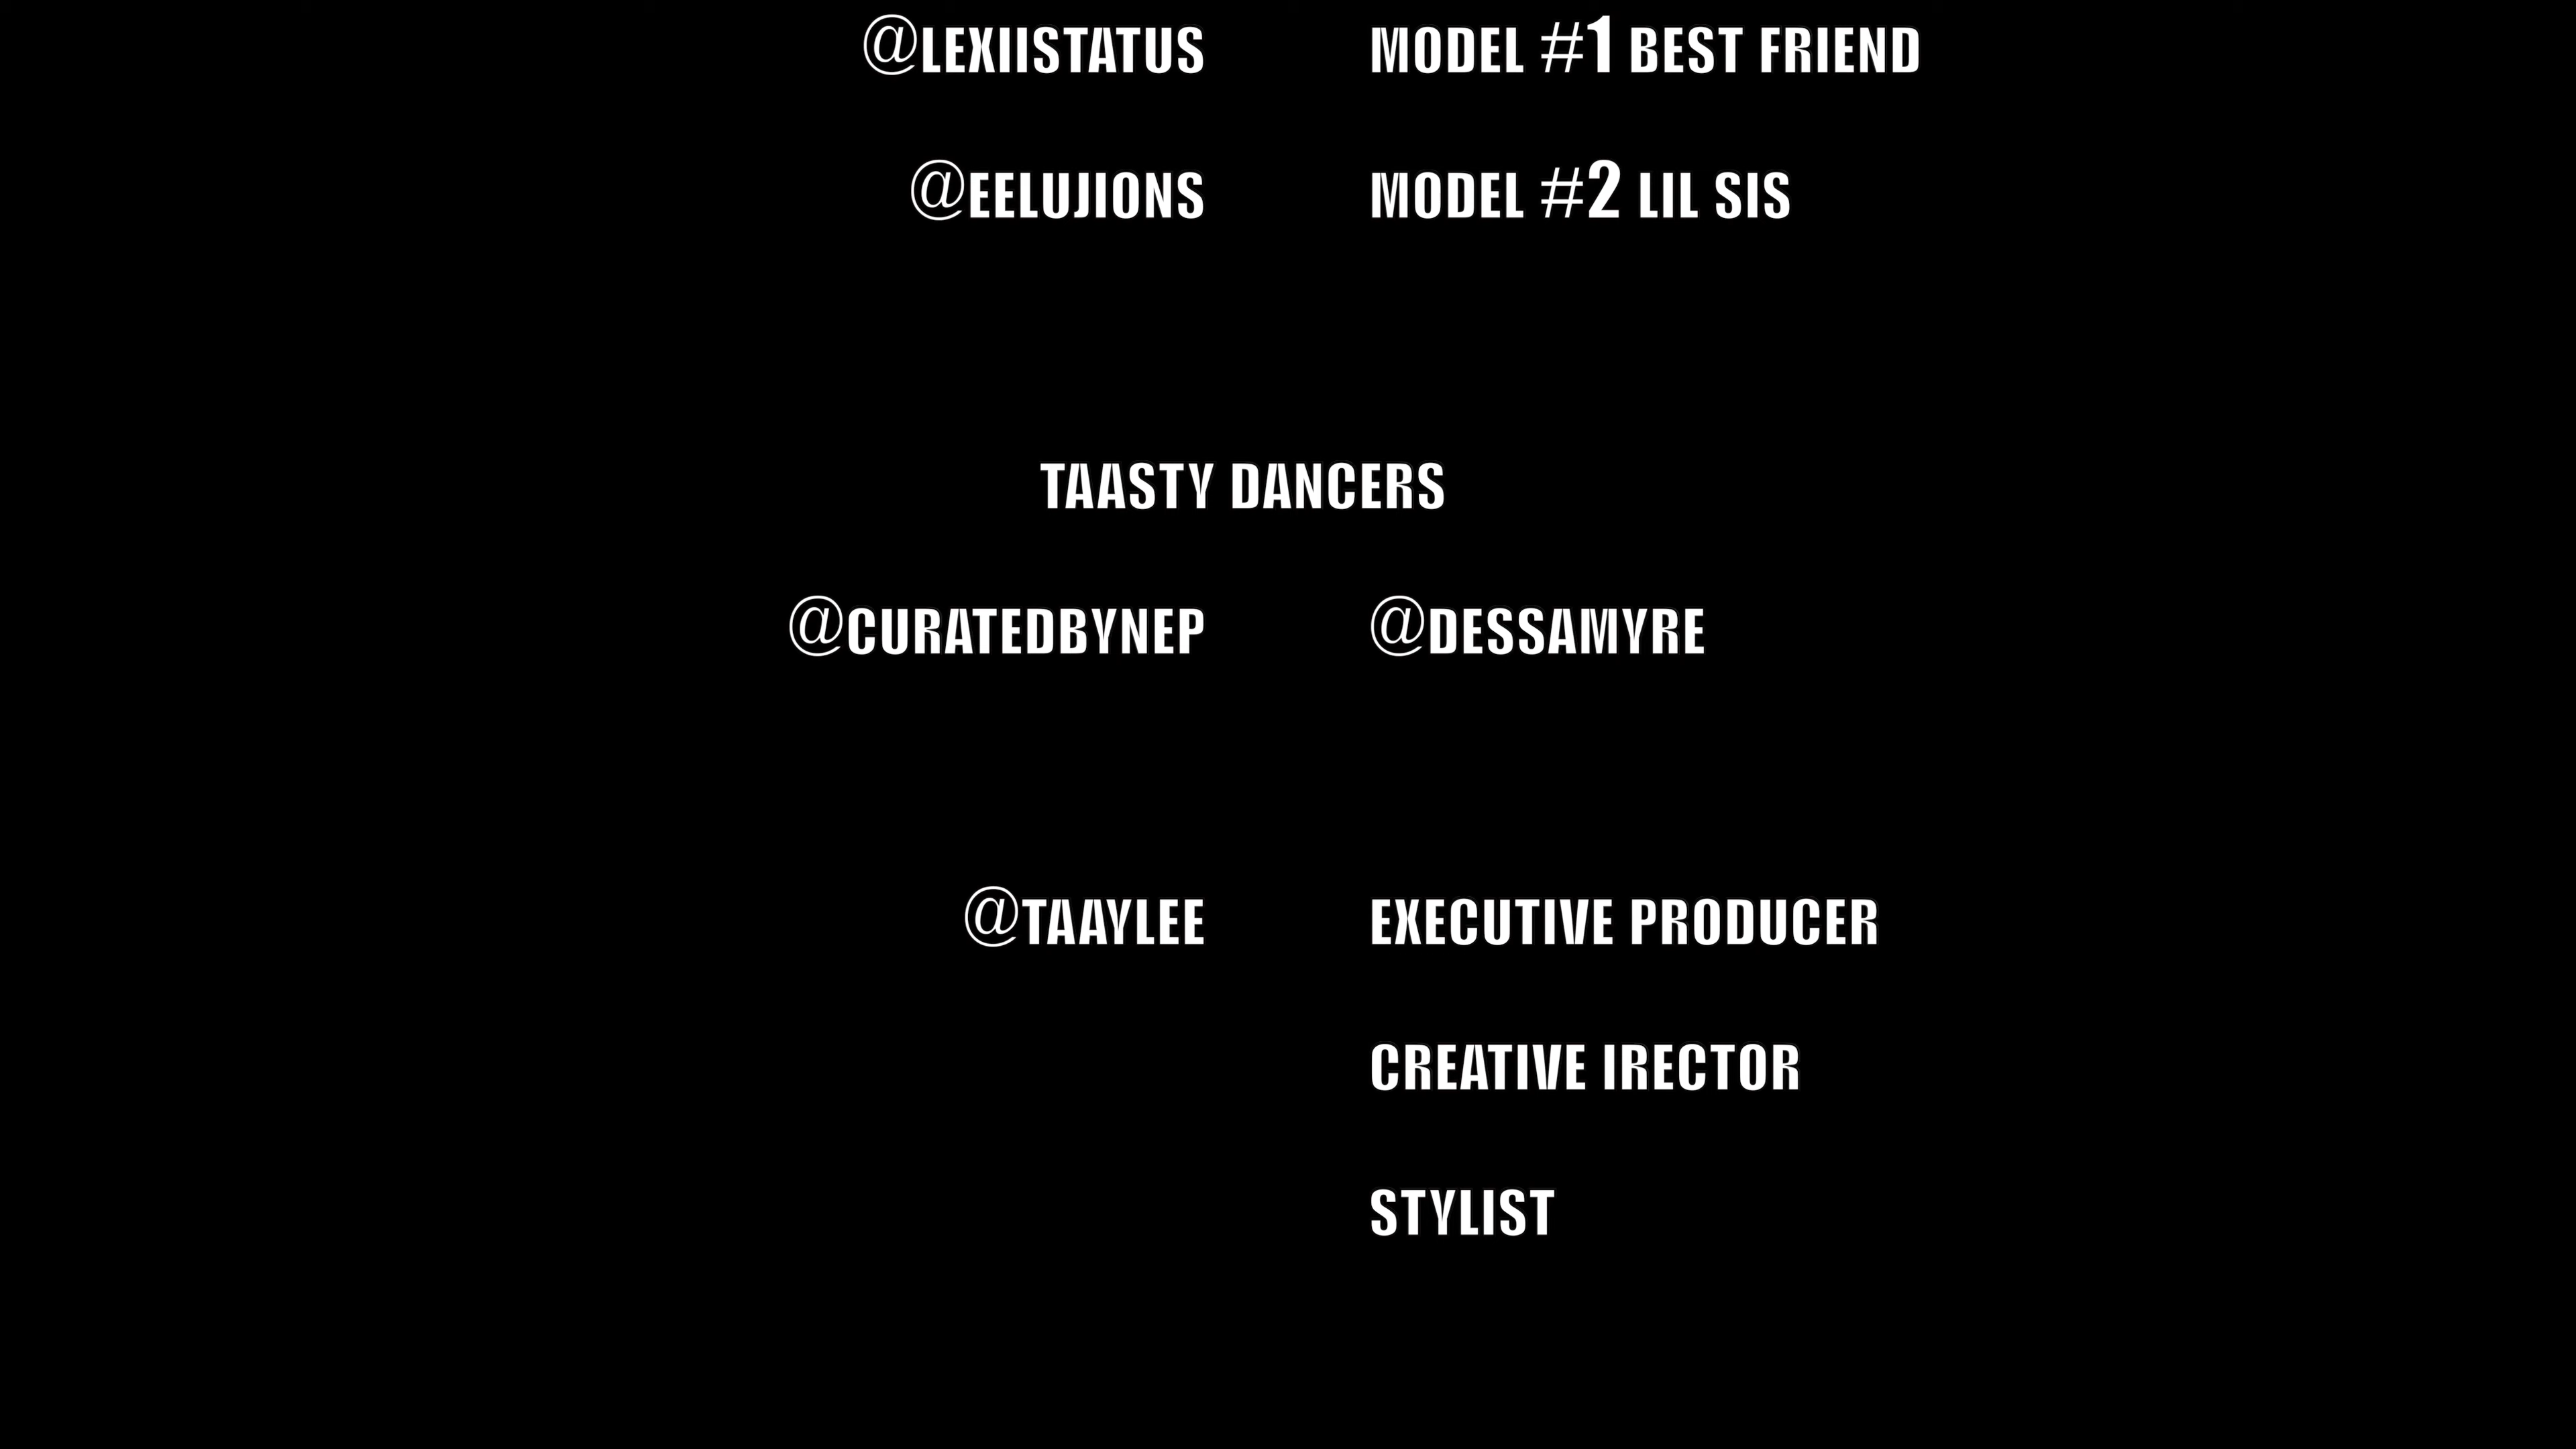 @LEXIISTATUS MODEL #1 BEST FRIEND
@EELUJIONS MODEL #2 LIL SIS
TAASTY DANCERS
@CURATEDBYNEP @DESSAMYRE
@TAAYLEE EXECUTIVE PRODUCER
CREATIVE IRECTOR
STYLIST